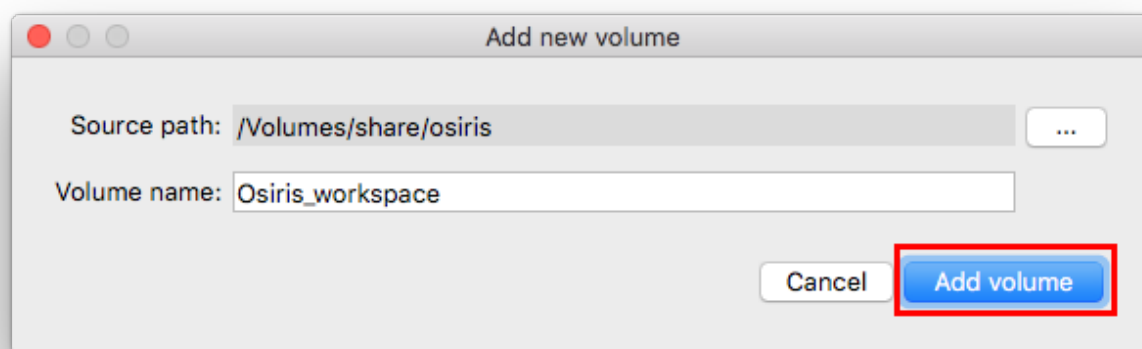 Add new volume
Source path: /Volumes/share/osiris ...
Volume name: Osiris_workspace
Cancel Add volume